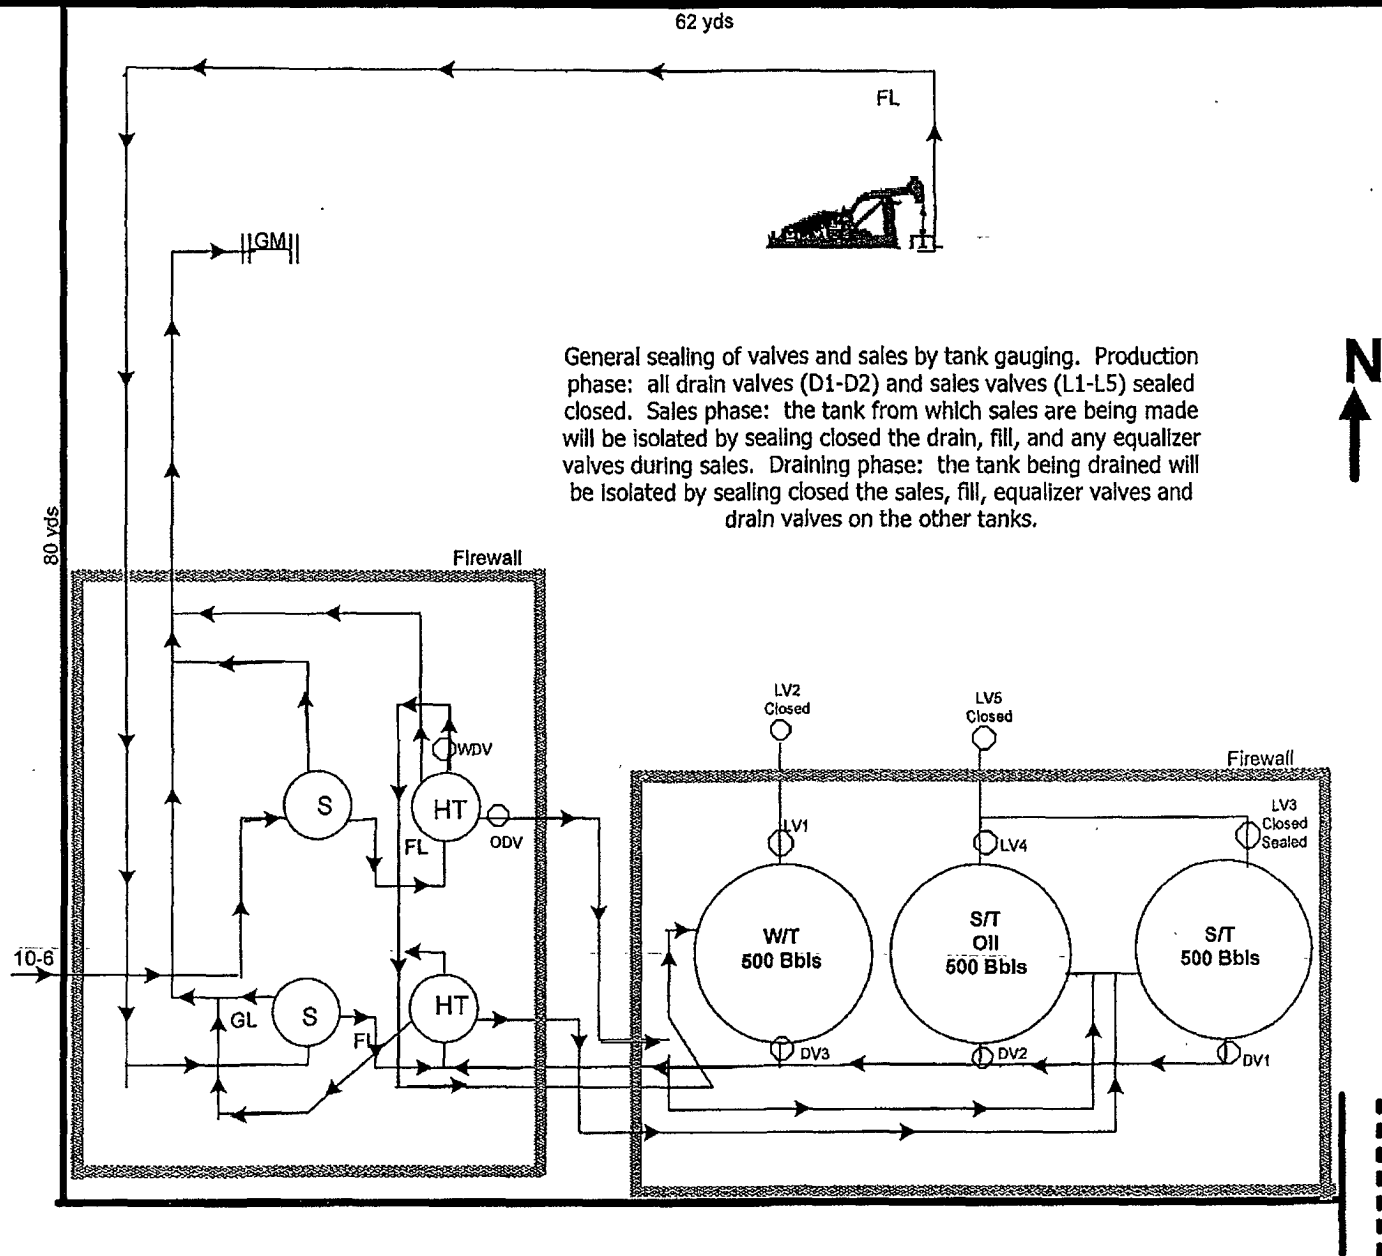 62 yds
FL
GM
General sealing of valves and sales by tank gauging. Production
phase: all drain valves (D1-D2) and sales valves (L1-L5) sealed
closed. Sales phase: the tank from which sales are being made
will be isolated by sealing closed the drain, fill, and any equalizer
valves during sales. Draining phase: the tank being drained will
be isolated by sealing closed the sales, fill, equalizer valves and
drain valves on the other tanks.
N
80 yds
Firewall
LV2
Closed
LV5
Closed
WDV
Firewall
S
HT
ODV
FL
LV1
LV4
LV3
Closed
Sealed
W/T
500 Bbls
S/T
Oil
500 Bbls
S/T
500 Bbls
10-6
GL
S
HT
FL
DV3
DV2
DV1